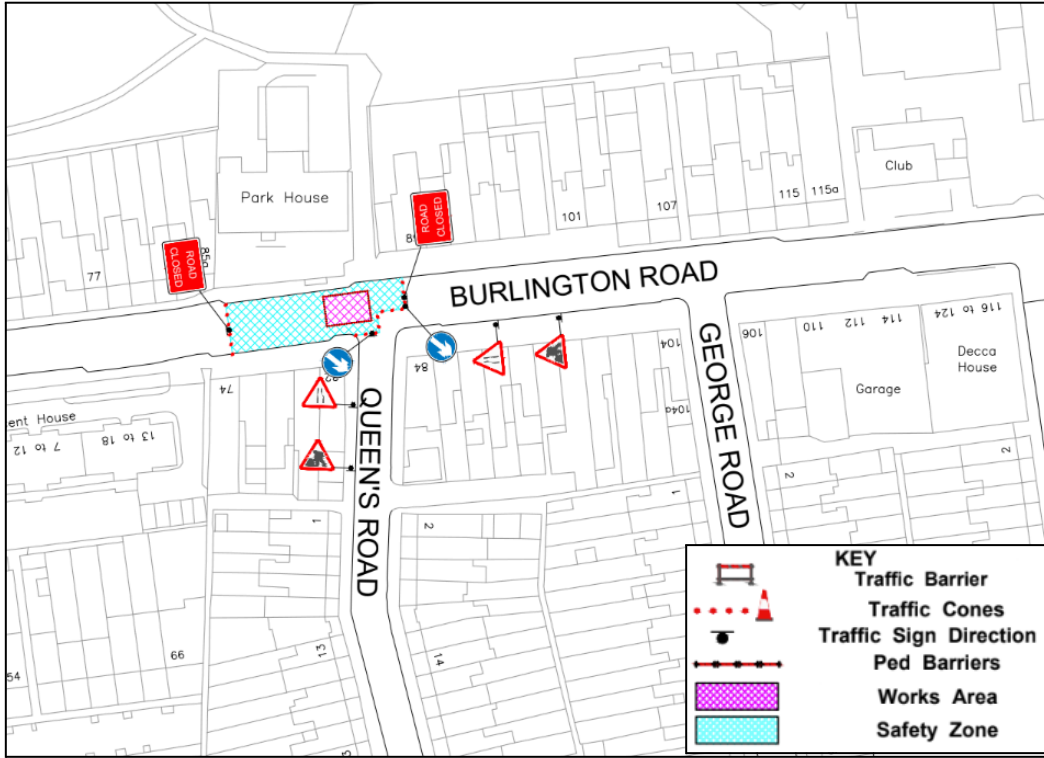 Park House
Club
115 115a
107
101
85a
77
ROAD
CLOSED
ROAD
CLOSED
BURLINGTON ROAD
QUEEN'S ROAD
GEORGE ROAD
74
84
104
104a
106
110
112
114
116 to 124
Garage
Decca
House
ent House
7 to 12
13 to 18
1
2
1
2
2
13
14
66
54
KEY
Traffic Barrier
Traffic Cones
Traffic Sign Direction
Ped Barriers
Works Area
Safety Zone